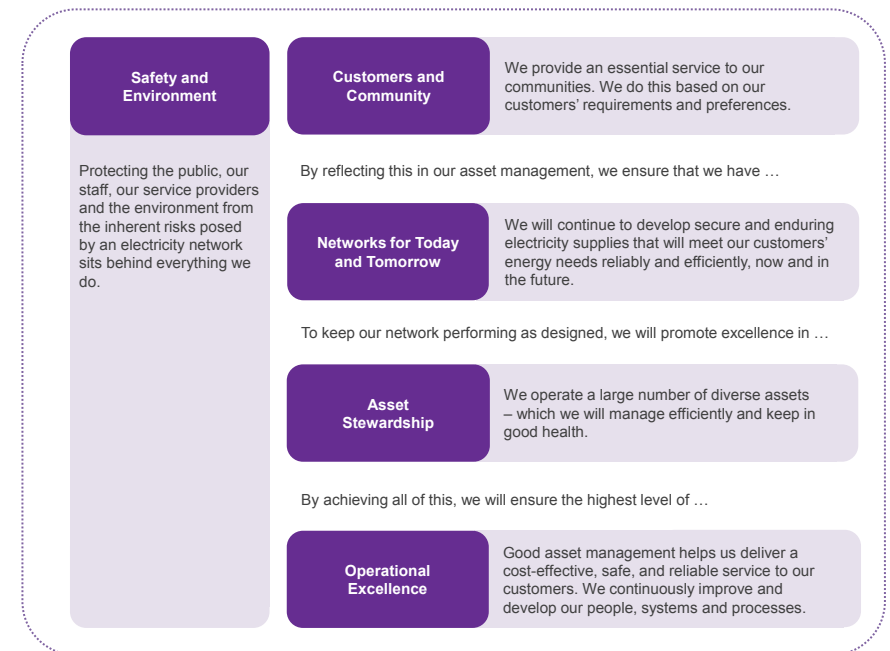 Safety and
Environment
Protecting the public, our
staff, our service providers
and the environment from
the inherent risks posed
by an electricity network
sits behind everything we
do.
Customers and
Community
We provide an essential service to our
communities. We do this based on our
customers’ requirements and preferences.
By reflecting this in our asset management, we ensure that we have …
Networks for Today
and Tomorrow
We will continue to develop secure and enduring
electricity supplies that will meet our customers’
energy needs reliably and efficiently, now and in
the future.
To keep our network performing as designed, we will promote excellence in …
Asset
Stewardship
We operate a large number of diverse assets
– which we will manage efficiently and keep in
good health.
By achieving all of this, we will ensure the highest level of …
Operational
Excellence
Good asset management helps us deliver a
cost-effective, safe, and reliable service to our
customers. We continuously improve and
develop our people, systems and processes.